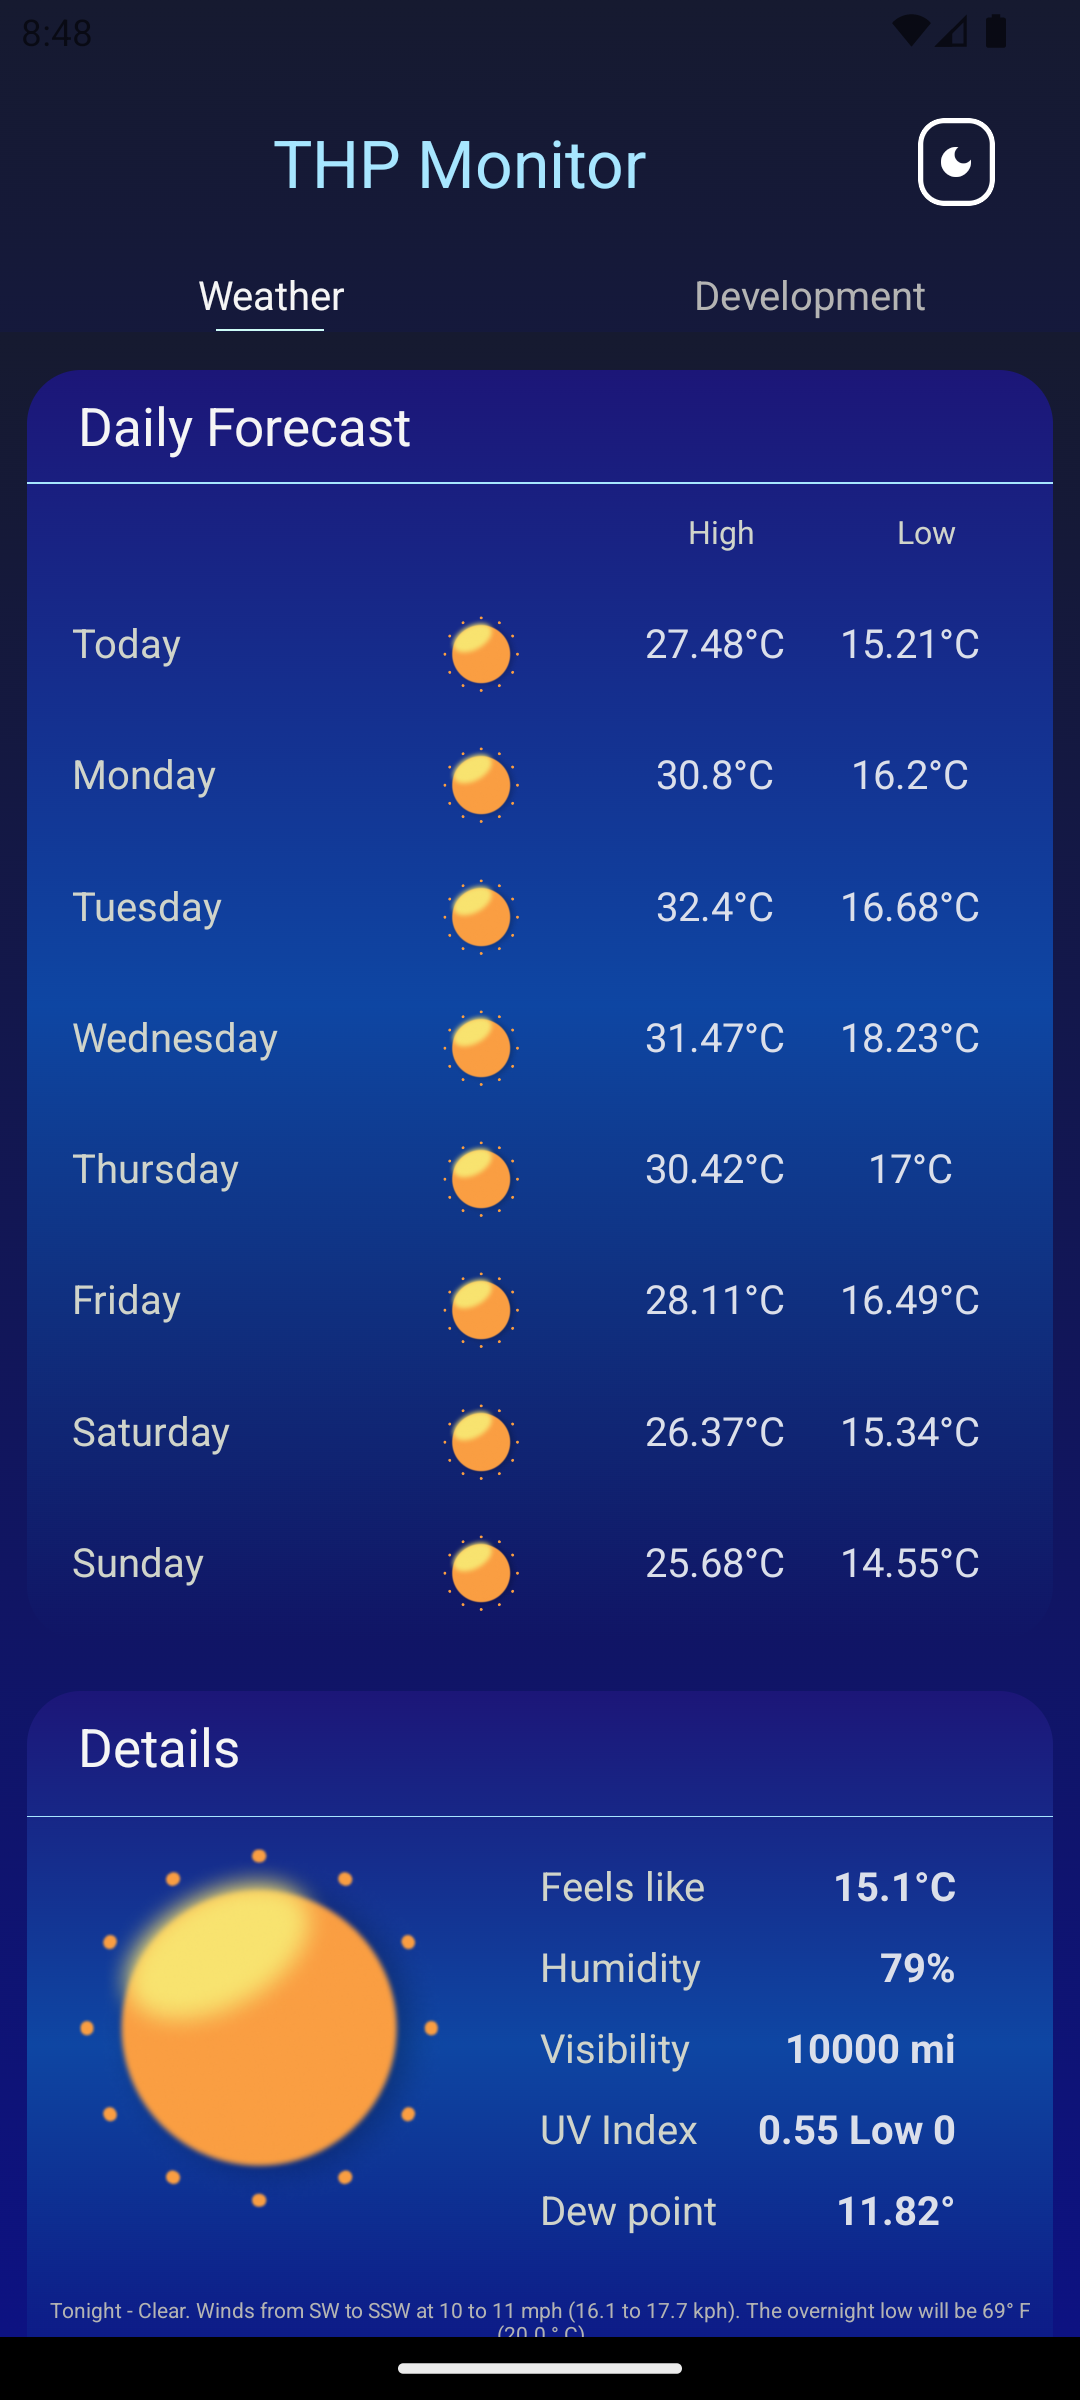 8:48
THP Monitor
Weather Development
Daily Forecast
High Low
Today 27.48°C 15.21°C
Monday 30.8°C 16.2°C
Tuesday 32.4°C 16.68°C
Wednesday 31.47°C 18.23°C
Thursday 30.42°C 17°C
Friday 28.11°C 16.49°C
Saturday 26.37°C 15.34°C
Sunday 25.68°C 14.55°C
Details
Feels like 15.1°C
Humidity 79%
Visibility 10000 mi
UV Index 0.55 Low 0
Dew point 11.82°
Tonight - Clear. Winds from SW to SSW at 10 to 11 mph (16.1 to 17.7 kph). The overnight low will be 69° F
(20.0 ° C)